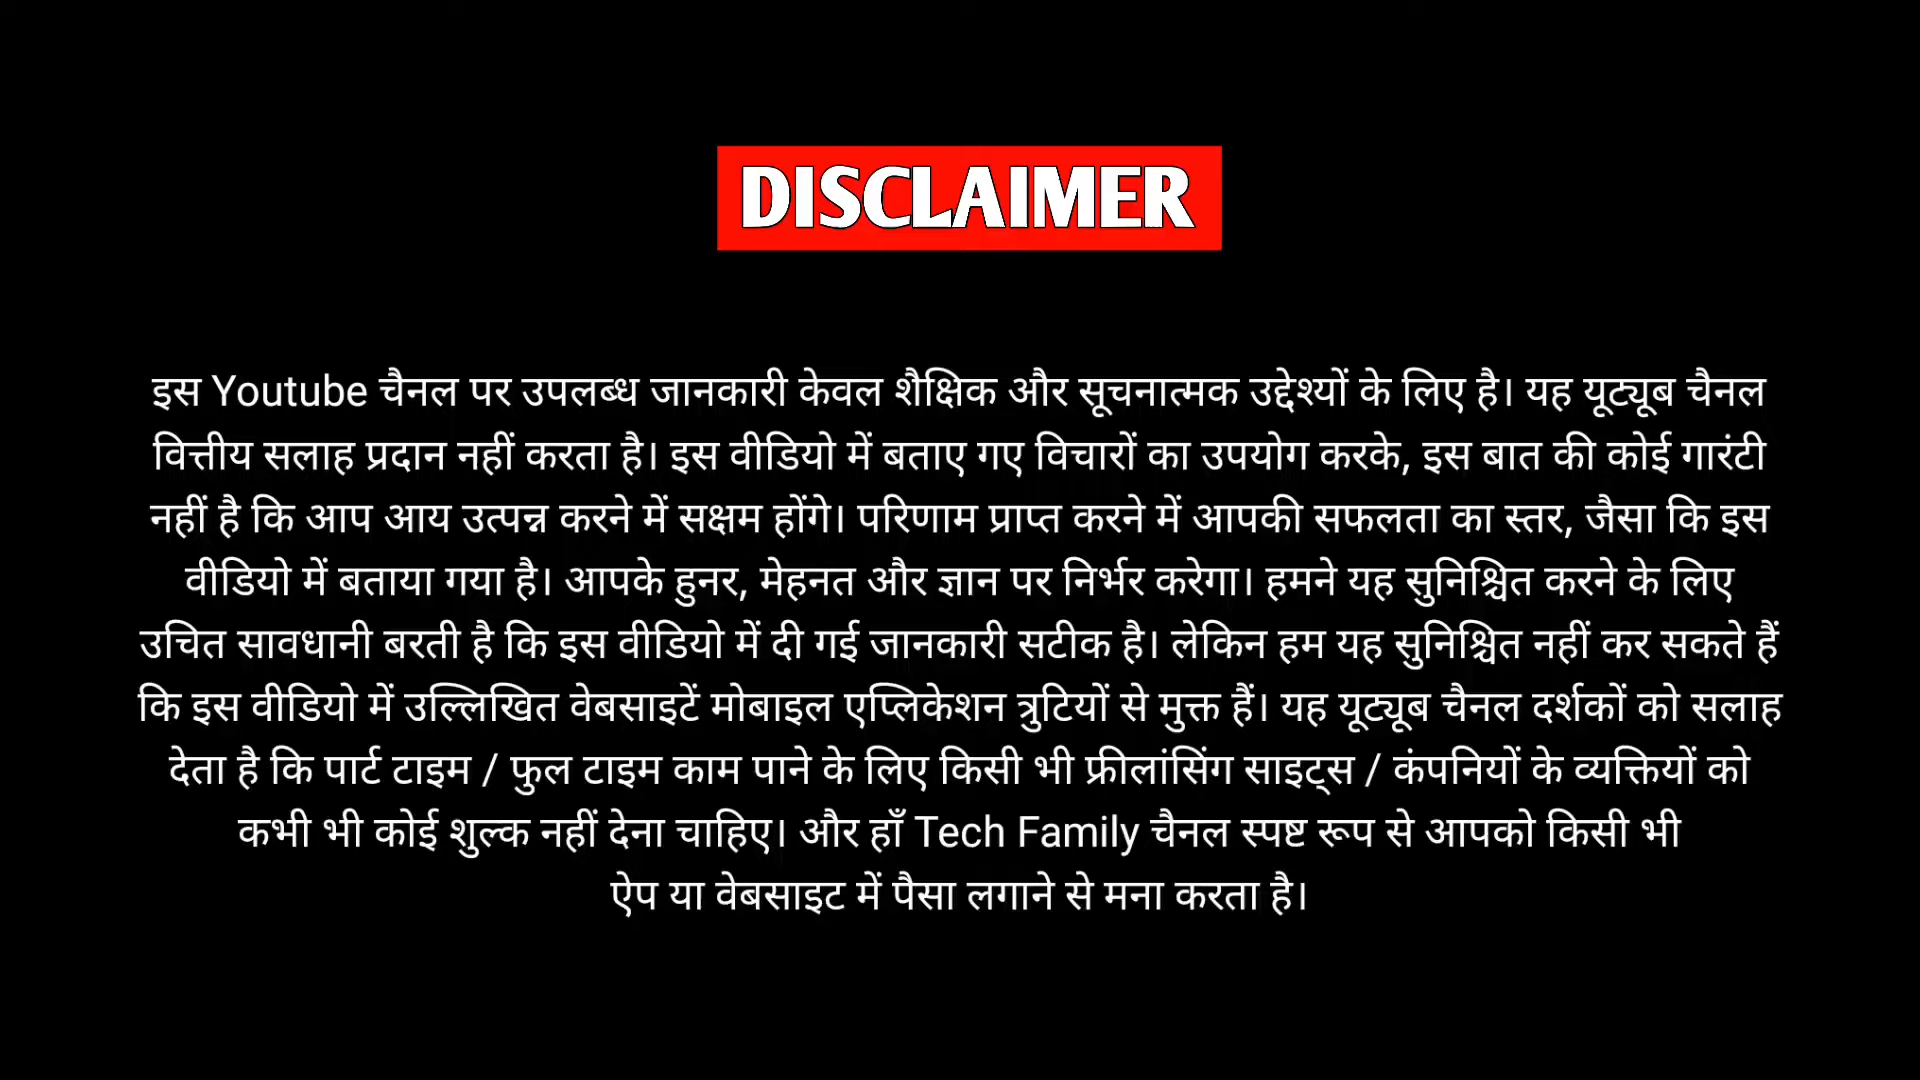 DISCLAIMER
इस Youtube चैनल पर उपलब्ध जानकारी केवल शैक्षिक और सूचनात्मक उद्देश्यों के लिए है। यह यूट्यूब चैनल
वित्तीय सलाह प्रदान नहीं करता है। इस वीडियो में बताए गए विचारों का उपयोग करके, इस बात की कोई गारंटी
नहीं है कि आप आय उत्पन्न करने में सक्षम होंगे। परिणाम प्राप्त करने में आपकी सफलता का स्तर, जैसा कि इस
वीडियो में बताया गया है। आपके हुनर, मेहनत और ज्ञान पर निर्भर करेगा। हमने यह सुनिश्चित करने के लिए
उचित सावधानी बरती है कि इस वीडियो में दी गई जानकारी सटीक है। लेकिन हम यह सुनिश्चित नहीं कर सकते हैं
कि इस वीडियो में उल्लिखित वेबसाइटें मोबाइल एप्लिकेशन त्रुटियों से मुक्त हैं। यह यूट्यूब चैनल दर्शकों को सलाह
देता है कि पार्ट टाइम / फुल टाइम काम पाने के लिए किसी भी फ्रीलांसिंग साइट्स / कंपनियों के व्यक्तियों को
कभी भी कोई शुल्क नहीं देना चाहिए। और हाँ Tech Family चैनल स्पष्ट रूप से आपको किसी भी
ऐप या वेबसाइट में पैसा लगाने से मना करता है।